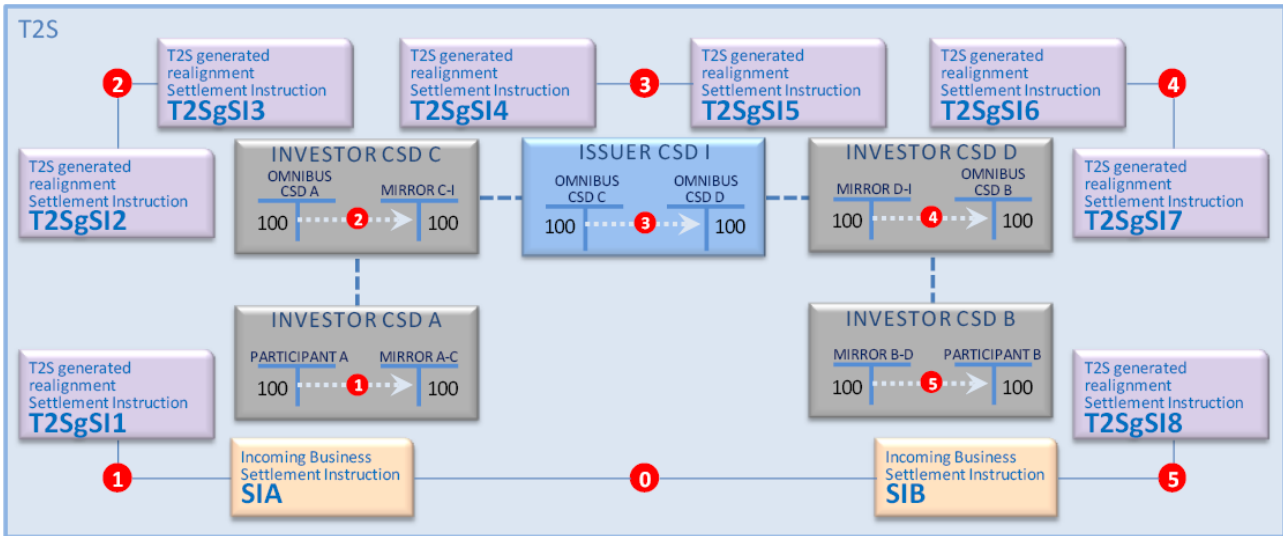 T2S
T2S generated
realignment
Settlement Instruction
T2SgSI3
T2S generated
realignment
Settlement Instruction
T2SgSI4
T2S generated
realignment
Settlement Instruction
T2SgSI5
T2S generated
realignment
Settlement Instruction
T2SgSI6
2
3
4
T2S generated
realignment
Settlement Instruction
T2SgSI2
INVESTOR CSD C
OMNIBUS
CSD A
MIRROR C-I
100
2
100
ISSUER CSD I
OMNIBUS
CSD C
OMNIBUS
CSD D
100
3
100
INVESTOR CSD D
MIRROR D-I
OMNIBUS
CSD B
100
4
100
T2S generated
realignment
Settlement Instruction
T2SgSI7
T2S generated
realignment
Settlement Instruction
T2SgSI1
INVESTOR CSD A
PARTICIPANT A
MIRROR A-C
100
1
100
INVESTOR CSD B
MIRROR B-D
PARTICIPANT B
100
5
100
T2S generated
realignment
Settlement Instruction
T2SgSI8
1
Incoming Business
Settlement Instruction
SIA
0
Incoming Business
Settlement Instruction
SIB
5